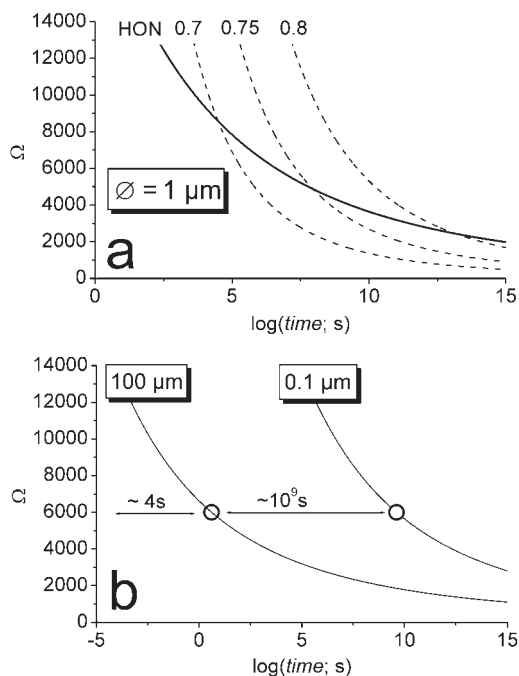 14000
12000
10000
8000
6000
4000
2000
0
Ω
HON 0.7 0.75 0.8
∅ = 1 µm
a
0 5 10 15
log(time; s)
14000
12000
10000
8000
6000
4000
2000
0
Ω
100 µm 0.1 µm
~ 4s ~10⁹s
b
-5 0 5 10 15
log(time; s)